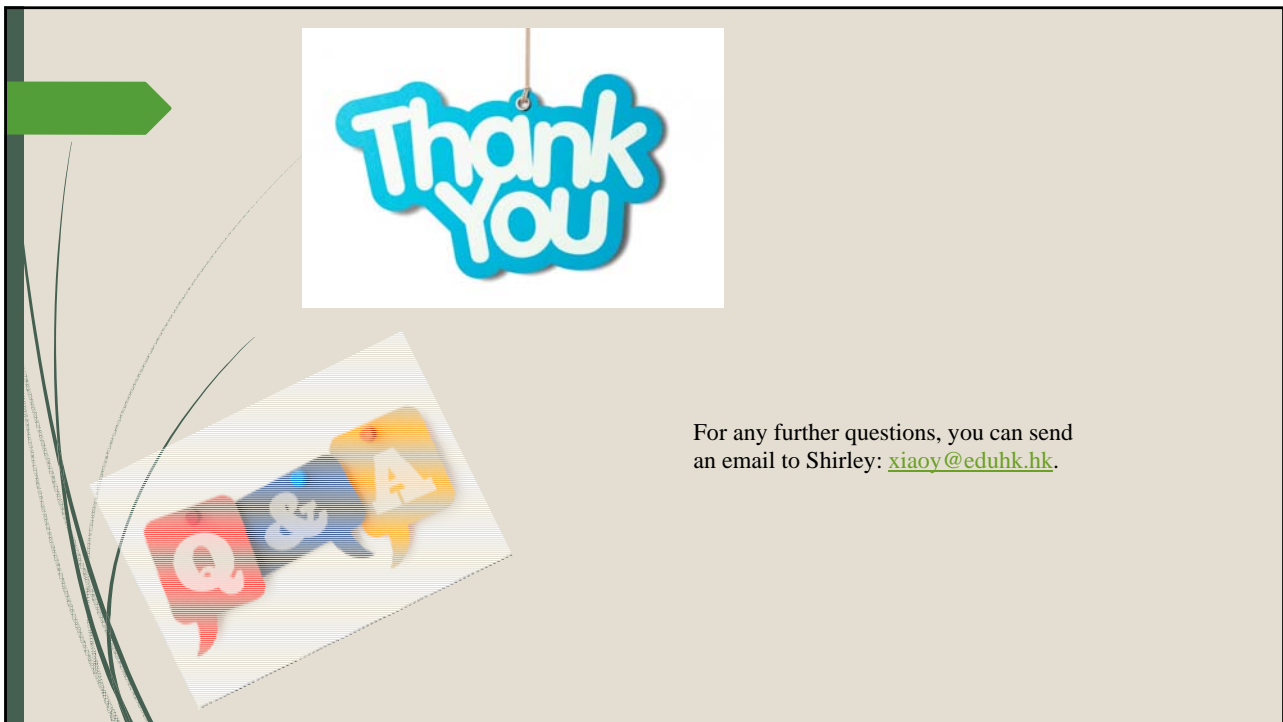 Thank
You
Q & A
For any further questions, you can send
an email to Shirley: xiaoy@eduhk.hk.